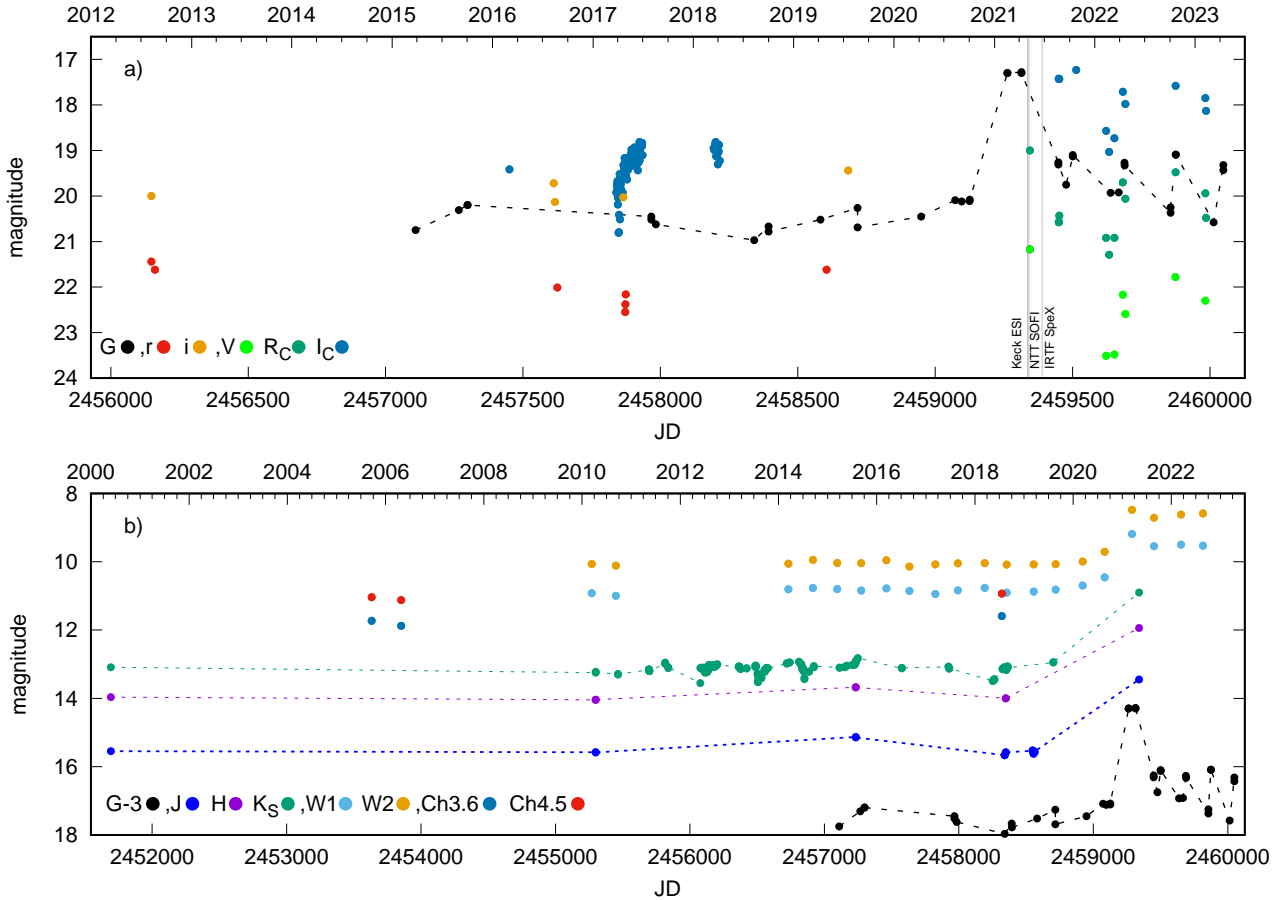 2012 2013 2014 2015 2016 2017 2018 2019 2020 2021 2022 2023
17
18
19
20
21
22
23
24
magnitude
a)
G ,r i ,V R_C I_C
Keck ESI
NTT SOFI
IRTF SpeX
2456000 2456500 2457000 2457500 2458000 2458500 2459000 2459500 2460000
JD
2000 2002 2004 2006 2008 2010 2012 2014 2016 2018 2020 2022
8
10
12
14
16
18
magnitude
b)
G-3 ,J H K_S ,W1 W2 ,Ch3.6 Ch4.5
2452000 2453000 2454000 2455000 2456000 2457000 2458000 2459000 2460000
JD